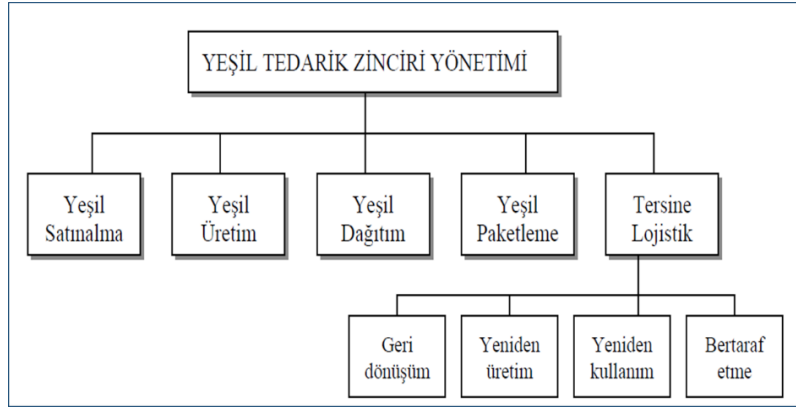 YEŞİL TEDARİK ZİNCİRİ YÖNETİMİ
Yeşil
Satınalma
Yeşil
Üretim
Yeşil
Dağıtım
Yeşil
Paketleme
Tersine
Lojistik
Geri
dönüşüm
Yeniden
üretim
Yeniden
kullanım
Bertaraf
etme